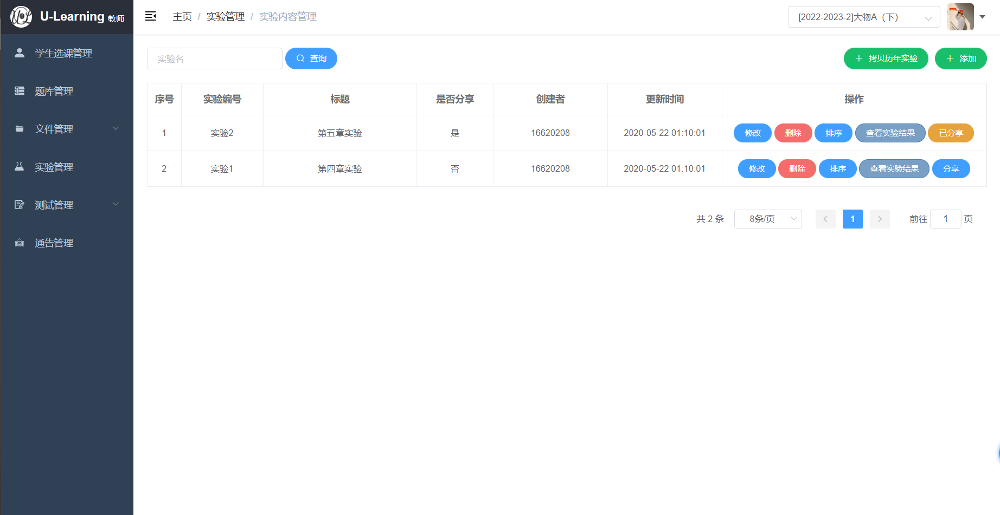 U-Learning 教师
主页 / 实验管理 / 实验内容管理
[2022-2023-2]大物A（下）
学生选课管理
题库管理
文件管理
实验管理
测试管理
通告管理
实验名
查询
拷贝历年实验
添加
序号 实验编号 标题 是否分享 创建者 更新时间 操作
1 实验2 第五章实验 是 16620208 2020-05-22 01:10:01 修改 删除 排序 查看实验结果 已分享
2 实验1 第四章实验 否 16620208 2020-05-22 01:10:01 修改 删除 排序 查看实验结果 分享
共 2 条 8条/页 1 前往 1 页